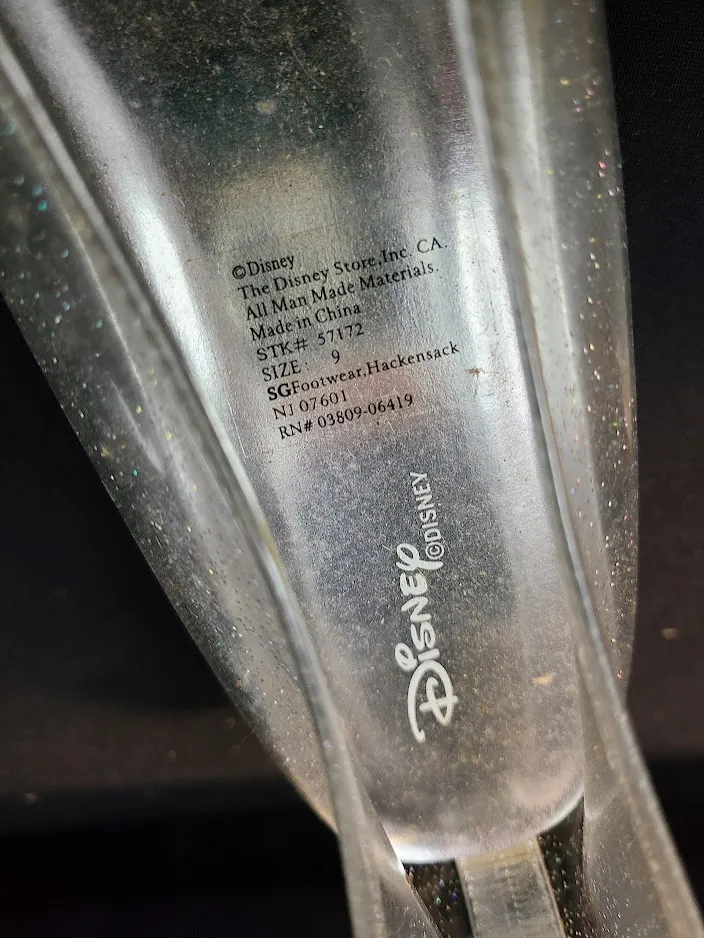 ©Disney
The Disney Store,Inc. CA.
All Man Made Materials.
Made in China
STK# 57172
SIZE: 9
SGFootwear,Hackensack
NJ 07601
RN# 03809-06419
DISNEY
©DISNEY